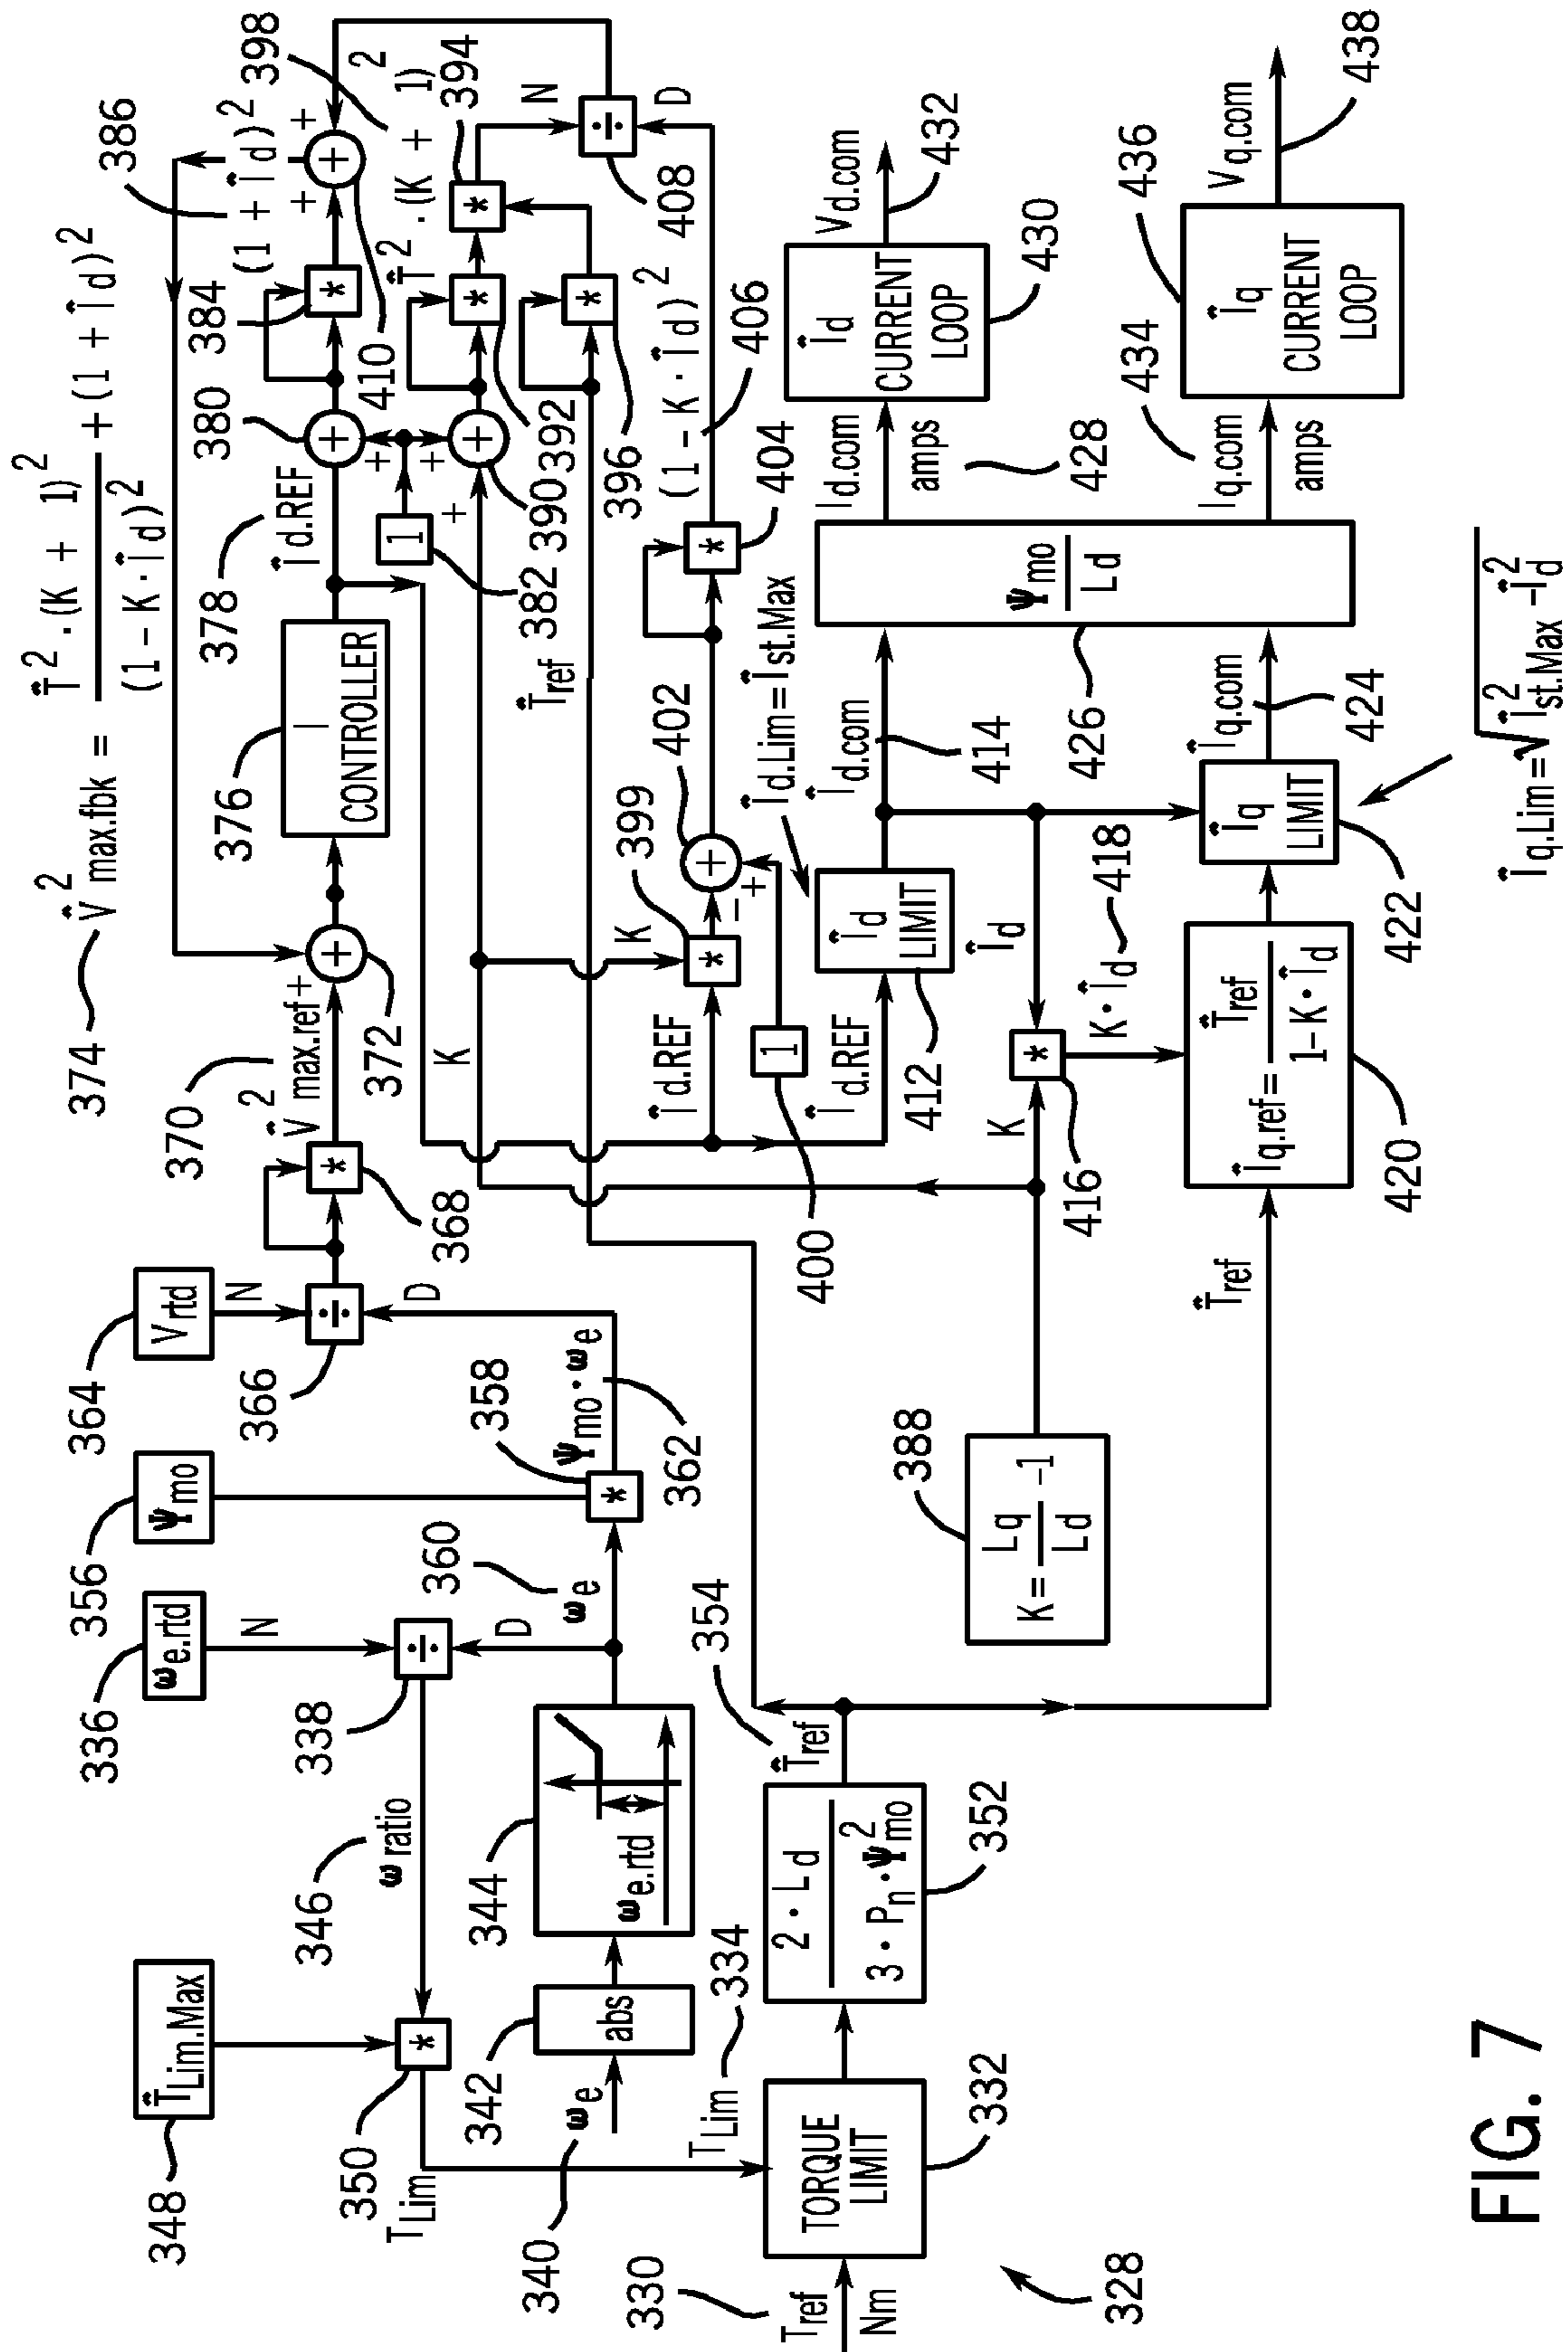 374
V̂²max.fbk = T̂² · (K + 1)² / (1 - K · Îd)² + (1 + Îd)²
386
(1 + Îd)²
398
T̂² · (K + 1)²
348
T̂Lim.Max
336
ωe.rtd
356
Ψmo
364
Vrtd
370
V̂²max.ref
+
+
372
376
I
CONTROLLER
378
Îd.REF
380
+
384
*
+
+
+
410
350
*
TLim
346
ωratio
338
÷
N
D
366
÷
N
D
368
*
K
1
382
+
+
+
+
390
392
*
394
*
N
÷
D
408
340
ωe
342
abs
344
ωe.rtd
360
ωe
358
*
Ψmo · ωe
362
T̂ref
396
*
399
K
*
-
+
+
402
404
*
(1 - K · Îd)²
406
Îd.REF
1
400
330
Tref
Nm
TLim
334
TORQUE
LIMIT
332
2 · Ld
3 · Pn · Ψ²mo
352
T̂ref
354
Îd.REF
Îd
LIMIT
412
Îd.Lim = Îst.Max
Îd.com
414
Id.com
amps
428
Îd
CURRENT
LOOP
430
Vd.com
432
388
K = Lq / Ld -1
K
*
416
Îd
K · Îd
418
Ψmo
Ld
426
T̂ref
Îq.ref = T̂ref / 1- K · Îd
420
Îq
LIMIT
422
Îq.com
424
Iq.com
amps
434
Îq
CURRENT
LOOP
436
Vq.com
438
Îq.Lim = √Î²st.Max -Î²d
328
FIG. 7